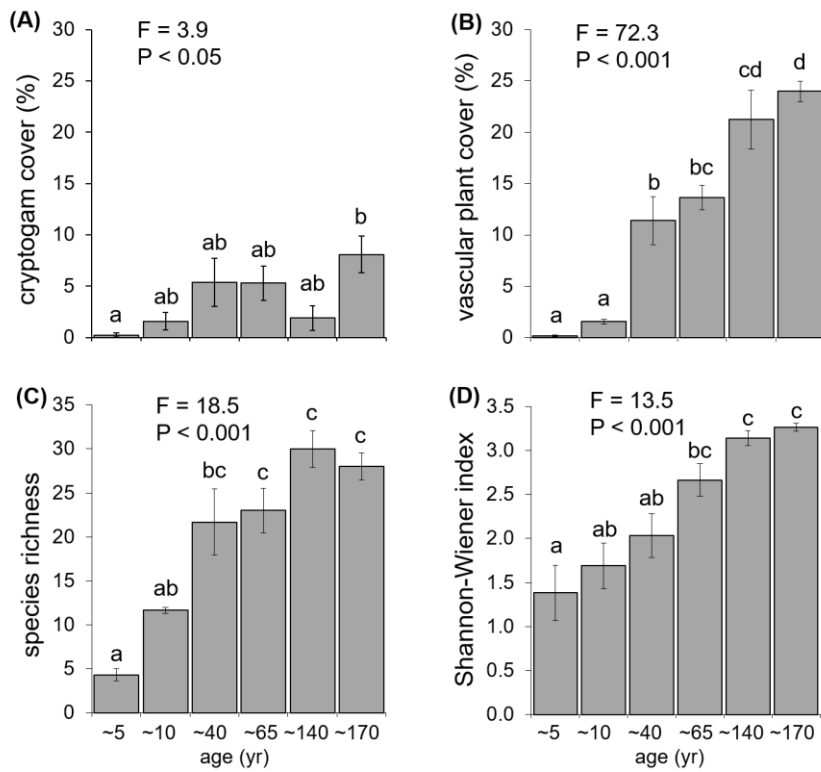 (A)
F = 3.9
P < 0.05
cryptogam cover (%)
30
25
20
15
10
5
0
a
ab
ab
ab
ab
b
(B)
F = 72.3
P < 0.001
vascular plant cover (%)
30
25
20
15
10
5
0
a
a
b
bc
cd
d
(C)
F = 18.5
P < 0.001
species richness
35
30
25
20
15
10
5
0
a
ab
bc
c
c
c
~5 ~10 ~40 ~65 ~140 ~170
age (yr)
(D)
F = 13.5
P < 0.001
Shannon-Wiener index
3.5
3.0
2.5
2.0
1.5
1.0
0.5
0.0
a
ab
ab
bc
c
c
~5 ~10 ~40 ~65 ~140 ~170
age (yr)